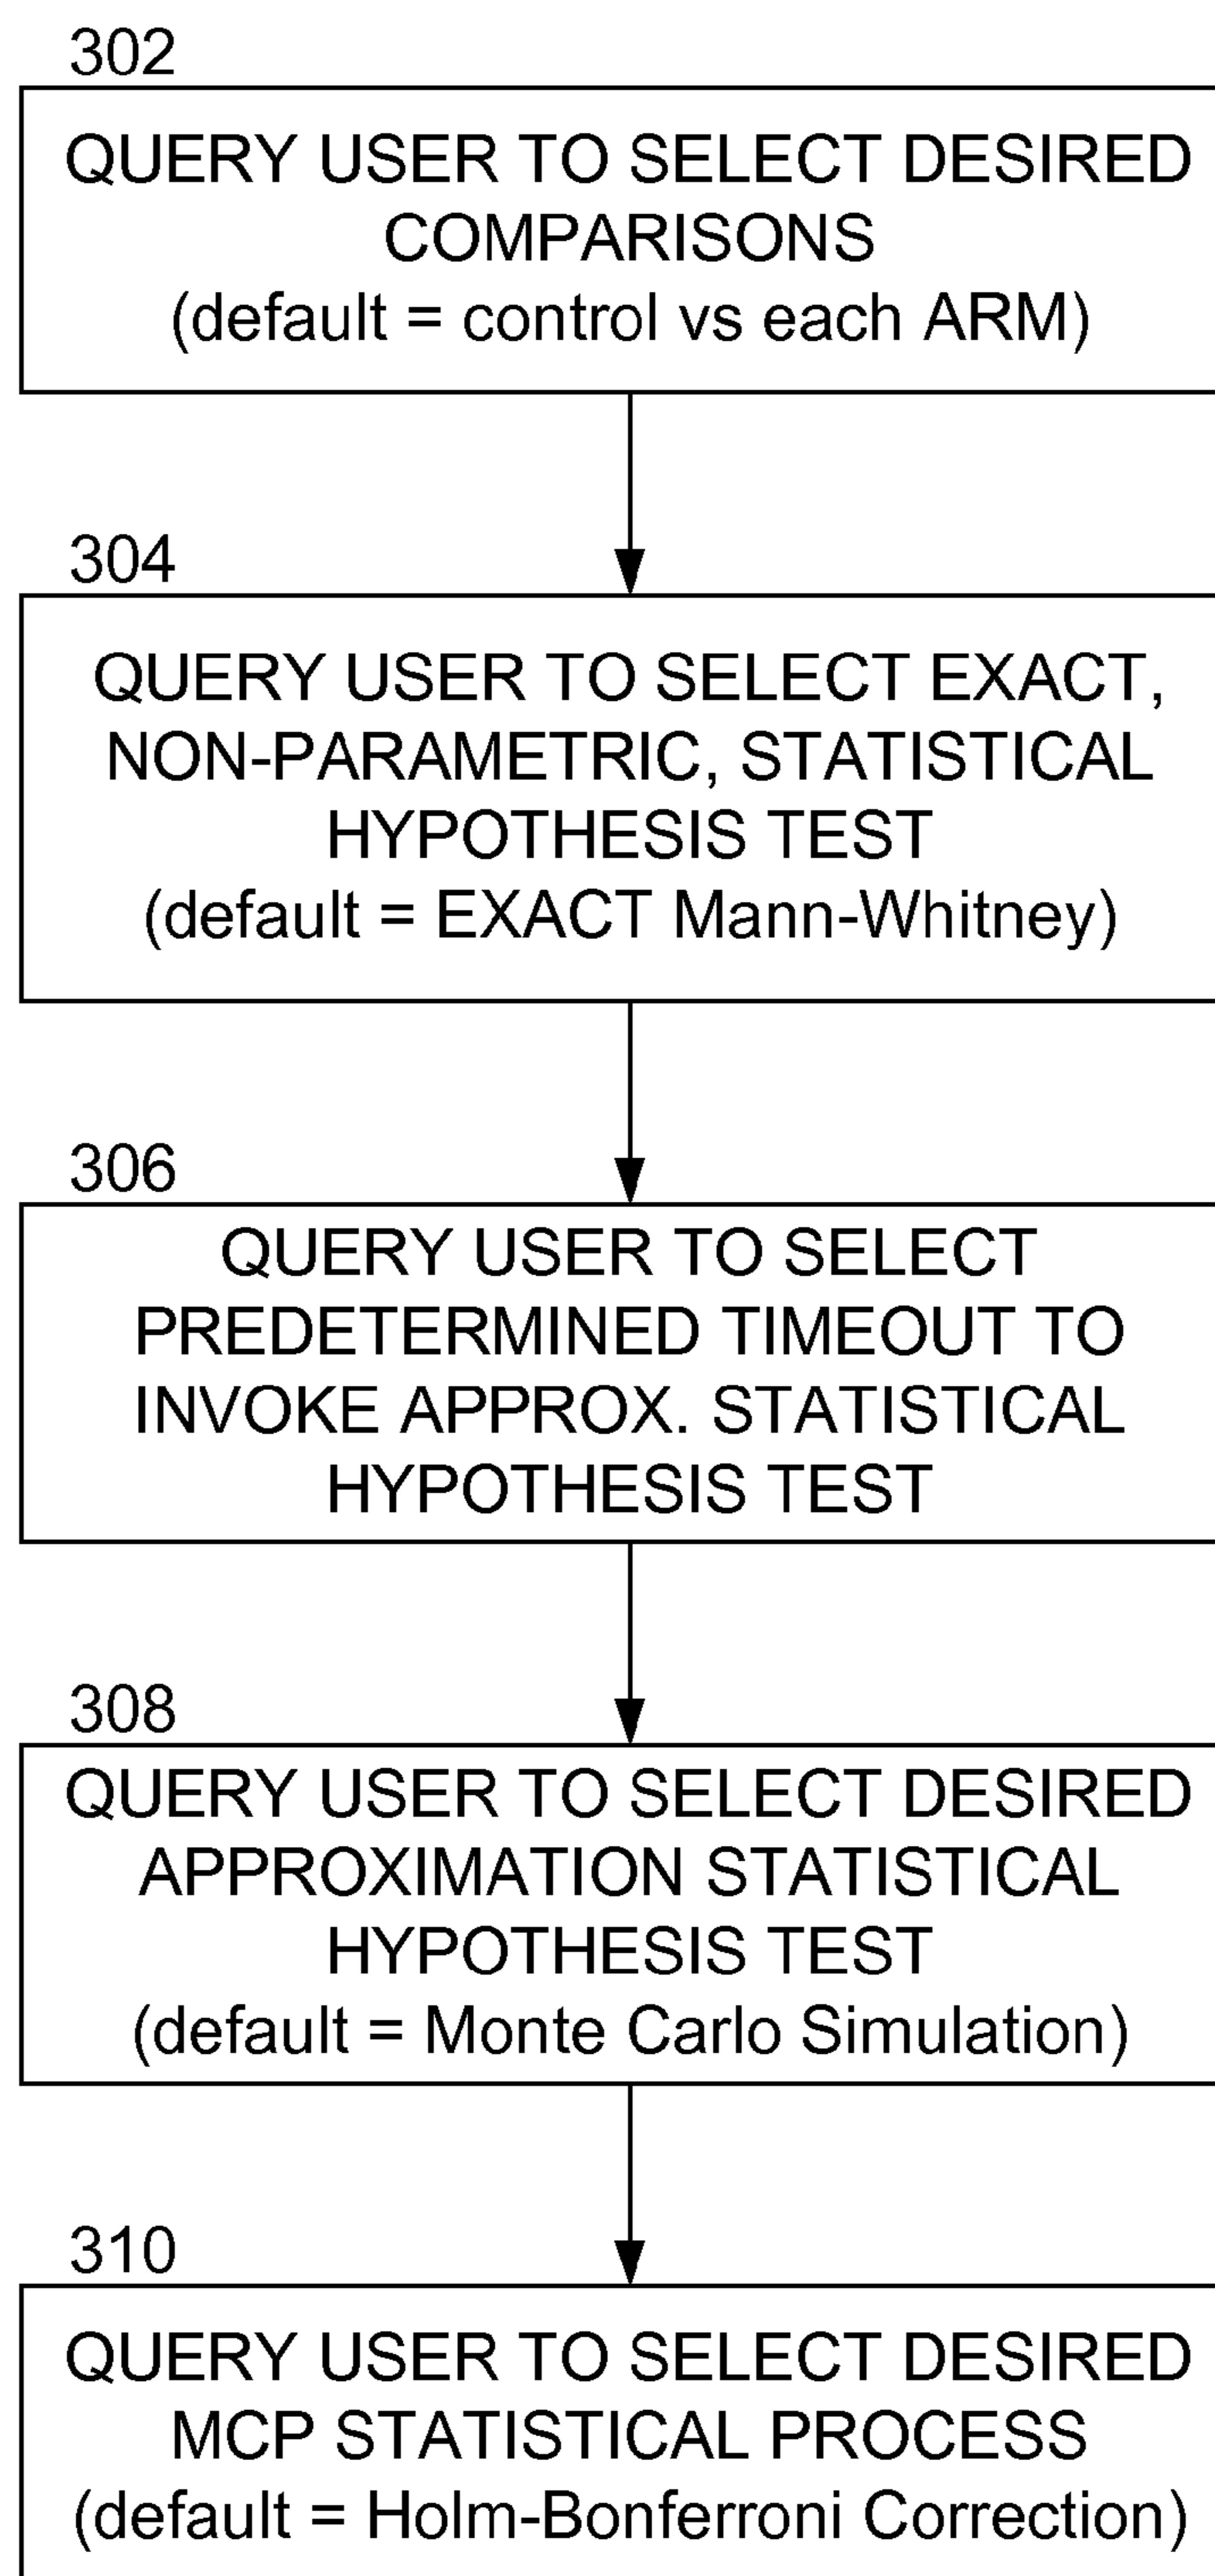 302
QUERY USER TO SELECT DESIRED
COMPARISONS
(default = control vs each ARM)
304
QUERY USER TO SELECT EXACT,
NON-PARAMETRIC, STATISTICAL
HYPOTHESIS TEST
(default = EXACT Mann-Whitney)
306
QUERY USER TO SELECT
PREDETERMINED TIMEOUT TO
INVOKE APPROX. STATISTICAL
HYPOTHESIS TEST
308
QUERY USER TO SELECT DESIRED
APPROXIMATION STATISTICAL
HYPOTHESIS TEST
(default = Monte Carlo Simulation)
310
QUERY USER TO SELECT DESIRED
MCP STATISTICAL PROCESS
(default = Holm-Bonferroni Correction)